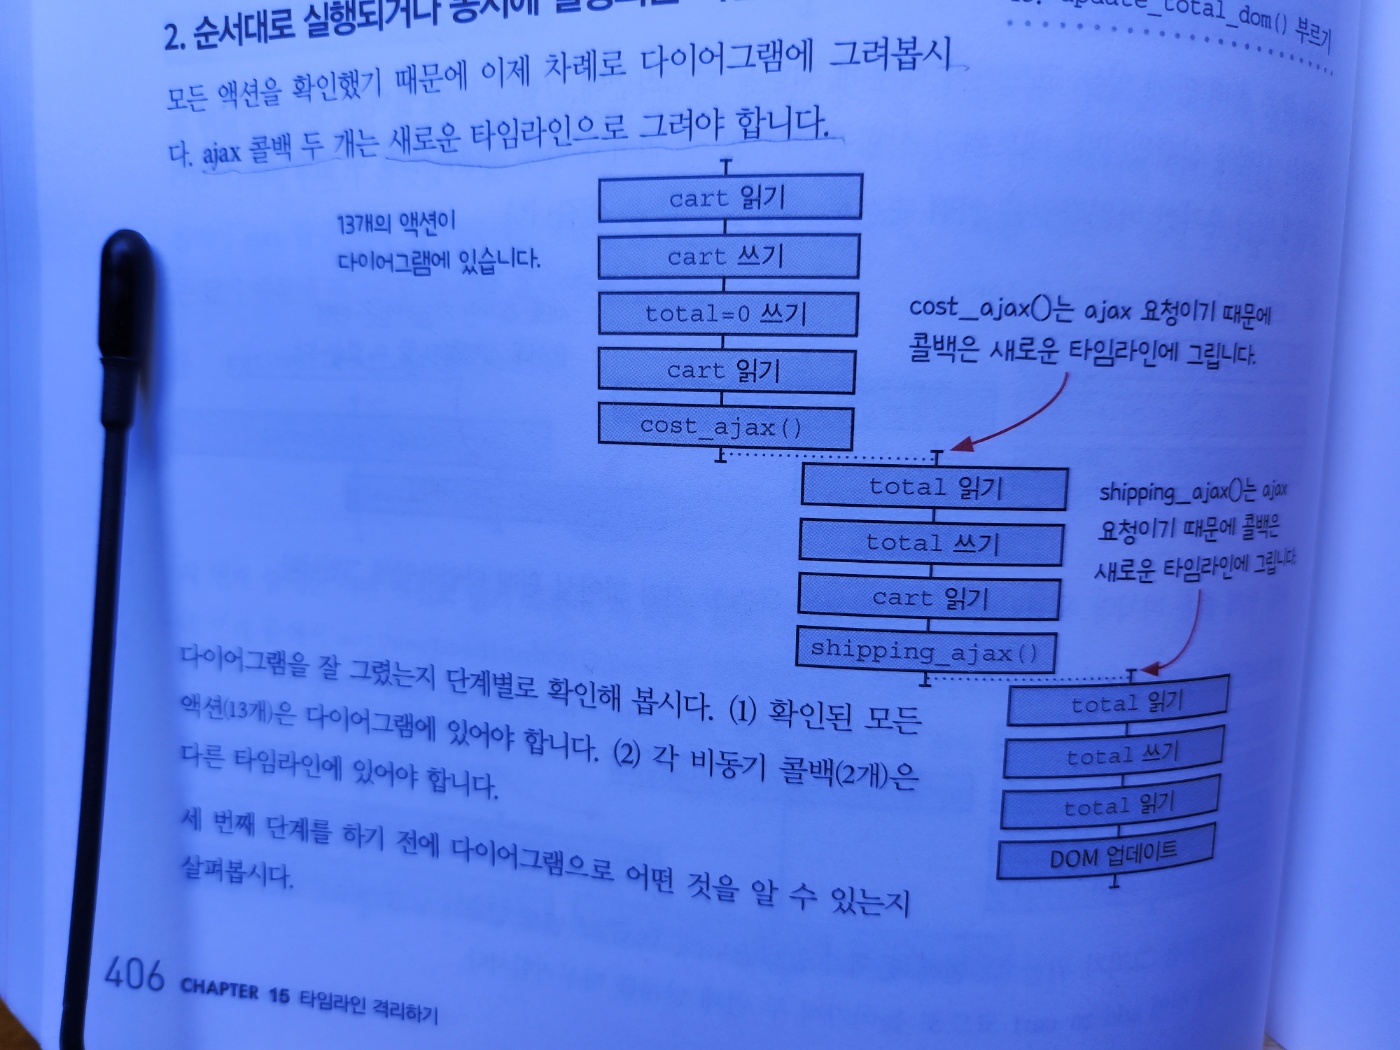 2. 순서대로 실행되거나 동시에
update_total_dom() 부르기
모든 액션을 확인했기 때문에 이제 차례로 다이어그램에 그려봅시
다. ajax 콜백 두 개는 새로운 타임라인으로 그려야 합니다.
13개의 액션이
다이어그램에 있습니다.
cart 읽기
cart 쓰기
total=0 쓰기
cart 읽기
cost_ajax()
cost_ajax()는 ajax 요청이기 때문에
콜백은 새로운 타임라인에 그립니다.
total 읽기
total 쓰기
cart 읽기
shipping_ajax()
shipping_ajax()는 ajax
요청이기 때문에 콜백은
새로운 타임라인에 그립니다.
total 읽기
total 쓰기
total 읽기
DOM 업데이트
다이어그램을 잘 그렸는지 단계별로 확인해 봅시다. (1) 확인된 모든
액션(13개)은 다이어그램에 있어야 합니다. (2) 각 비동기 콜백(2개)은
다른 타임라인에 있어야 합니다.
세 번째 단계를 하기 전에 다이어그램으로 어떤 것을 알 수 있는지
살펴봅시다.
406 CHAPTER 15 타임라인 격리하기